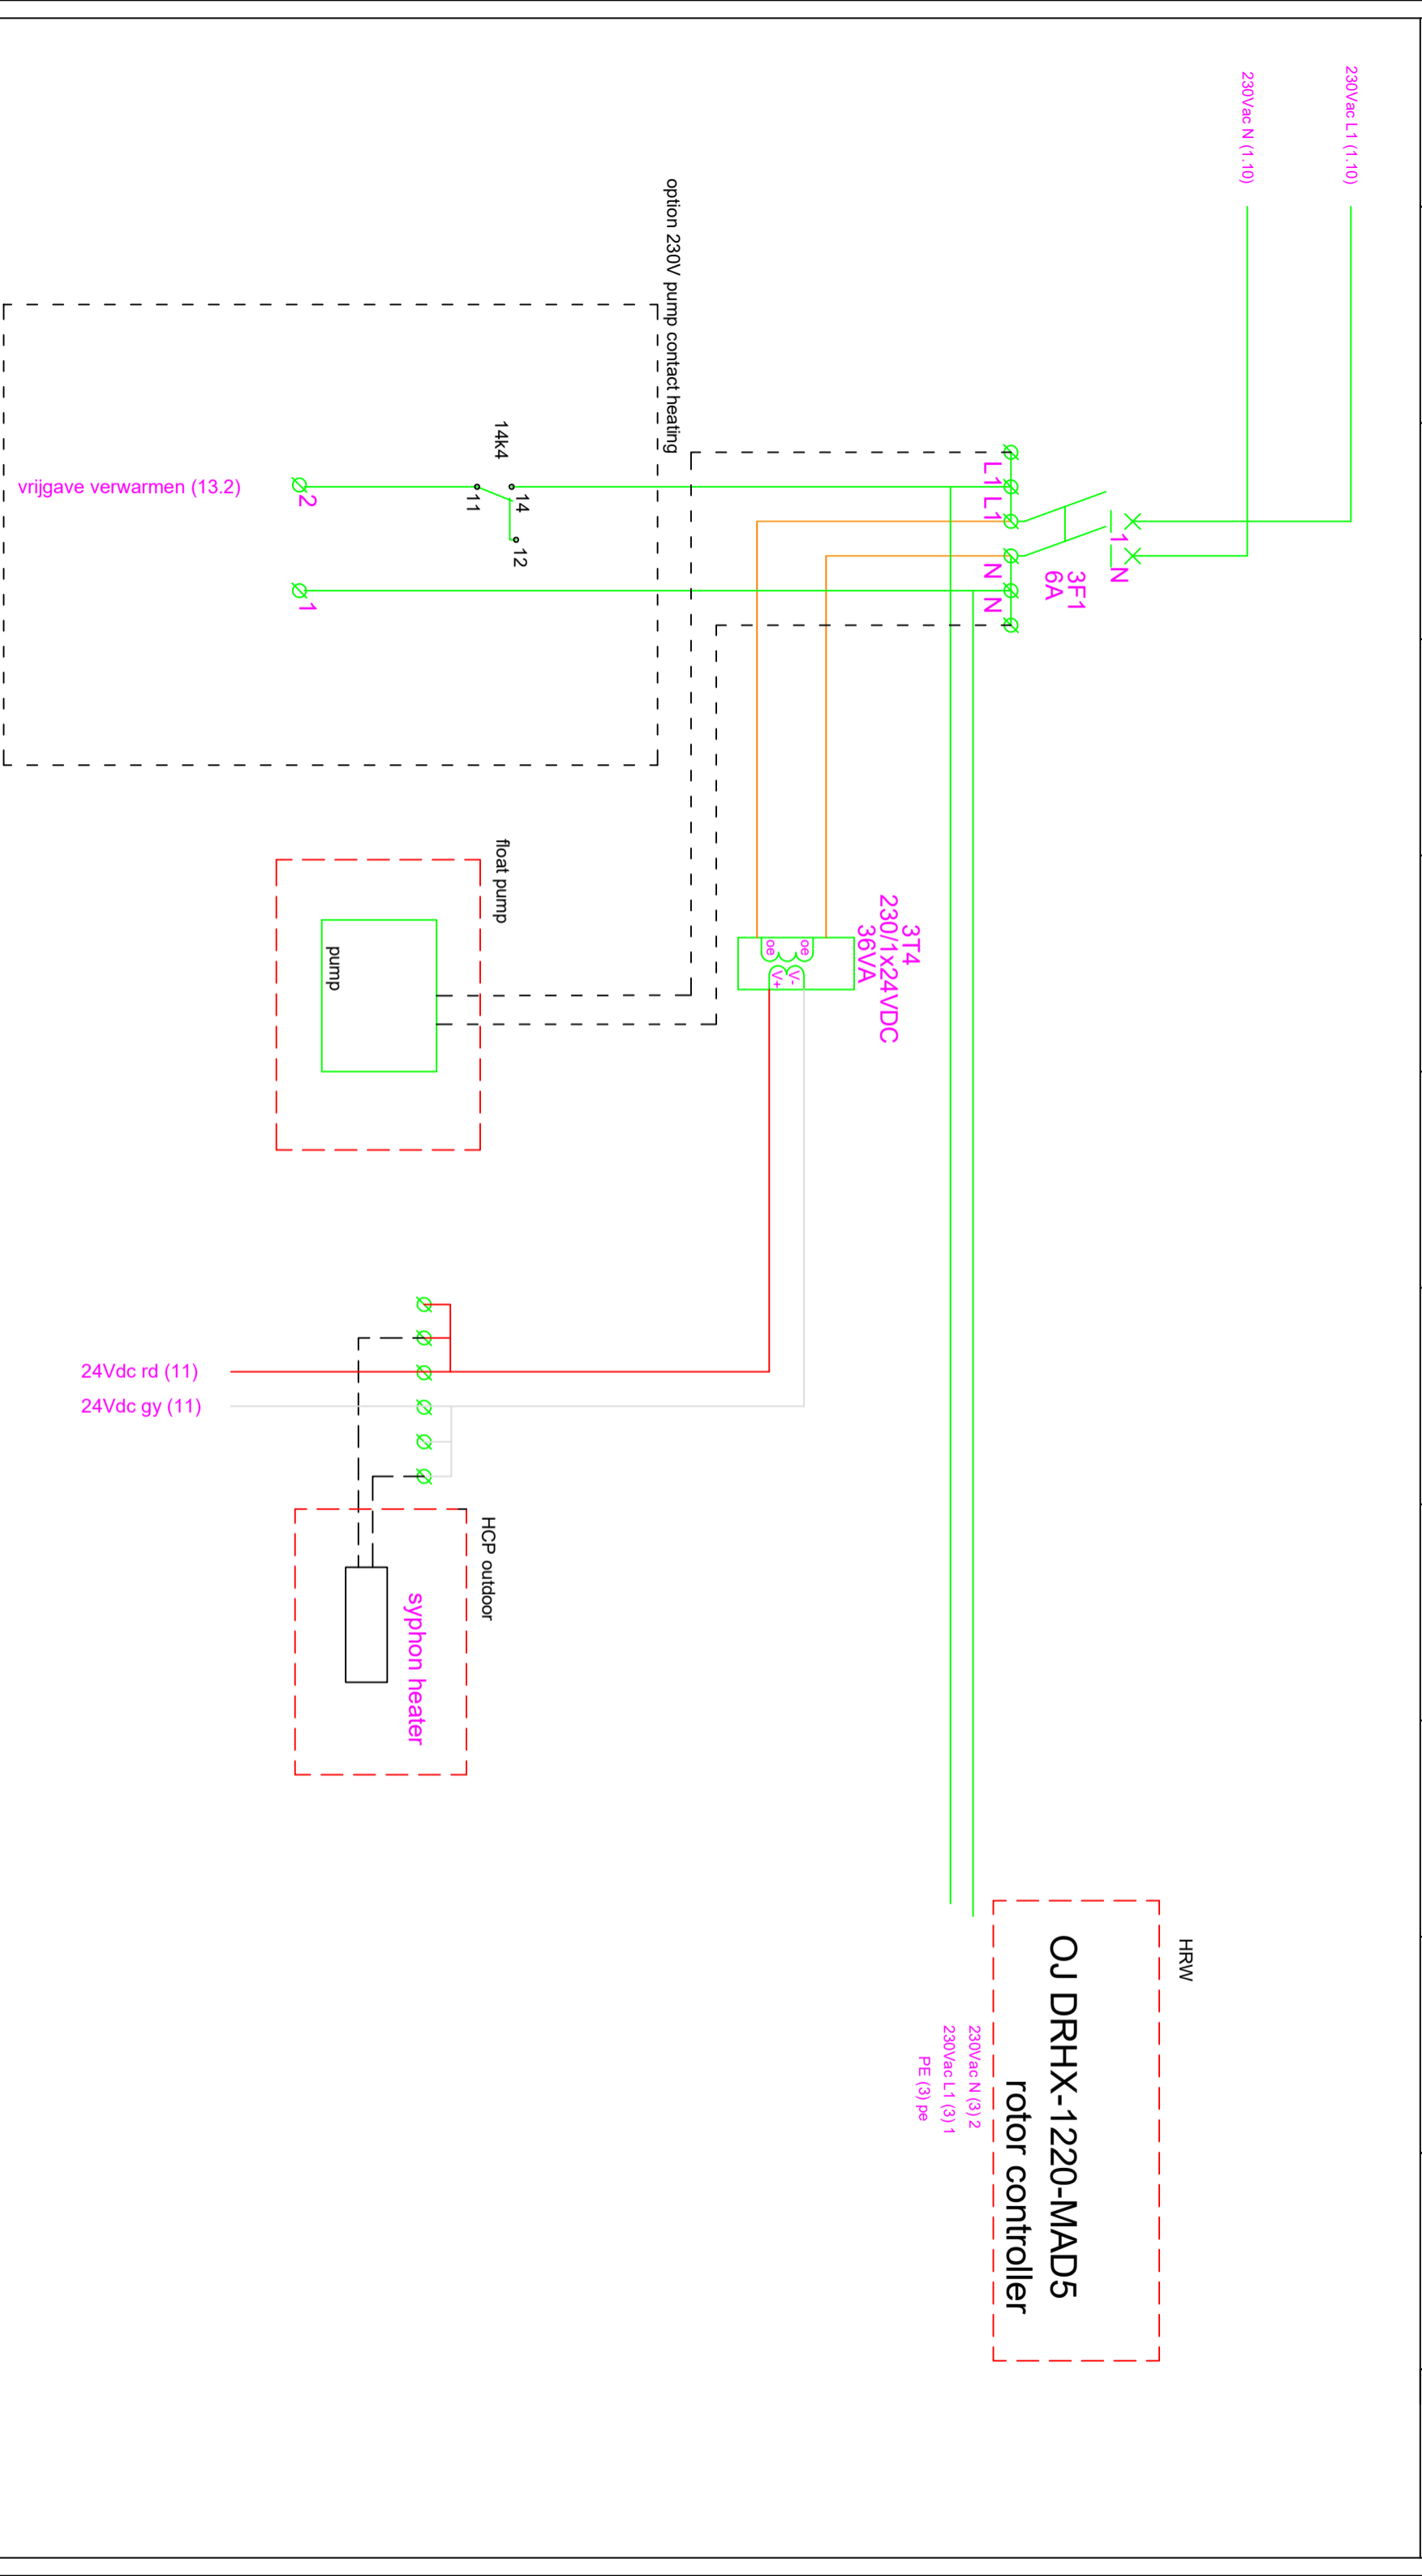 230Vac L1 (1.10)
230Vac N (1.10)
1
N
3F1
6A
L1
L1
N
N
HRW
OJ DRHX-1220-MAD5
rotor controller
230Vac N (3) 2
230Vac L1 (3) 1
PE (3) pe
3T4
230/1x24VDC
36VA
oe
oe
V-
V+
option 230V pump contact heating
14k4
14
11
12
2
1
vrijgave verwarmen (13.2)
float pump
pump
24Vdc rd (11)
24Vdc gy (11)
HCP outdoor
syphon heater